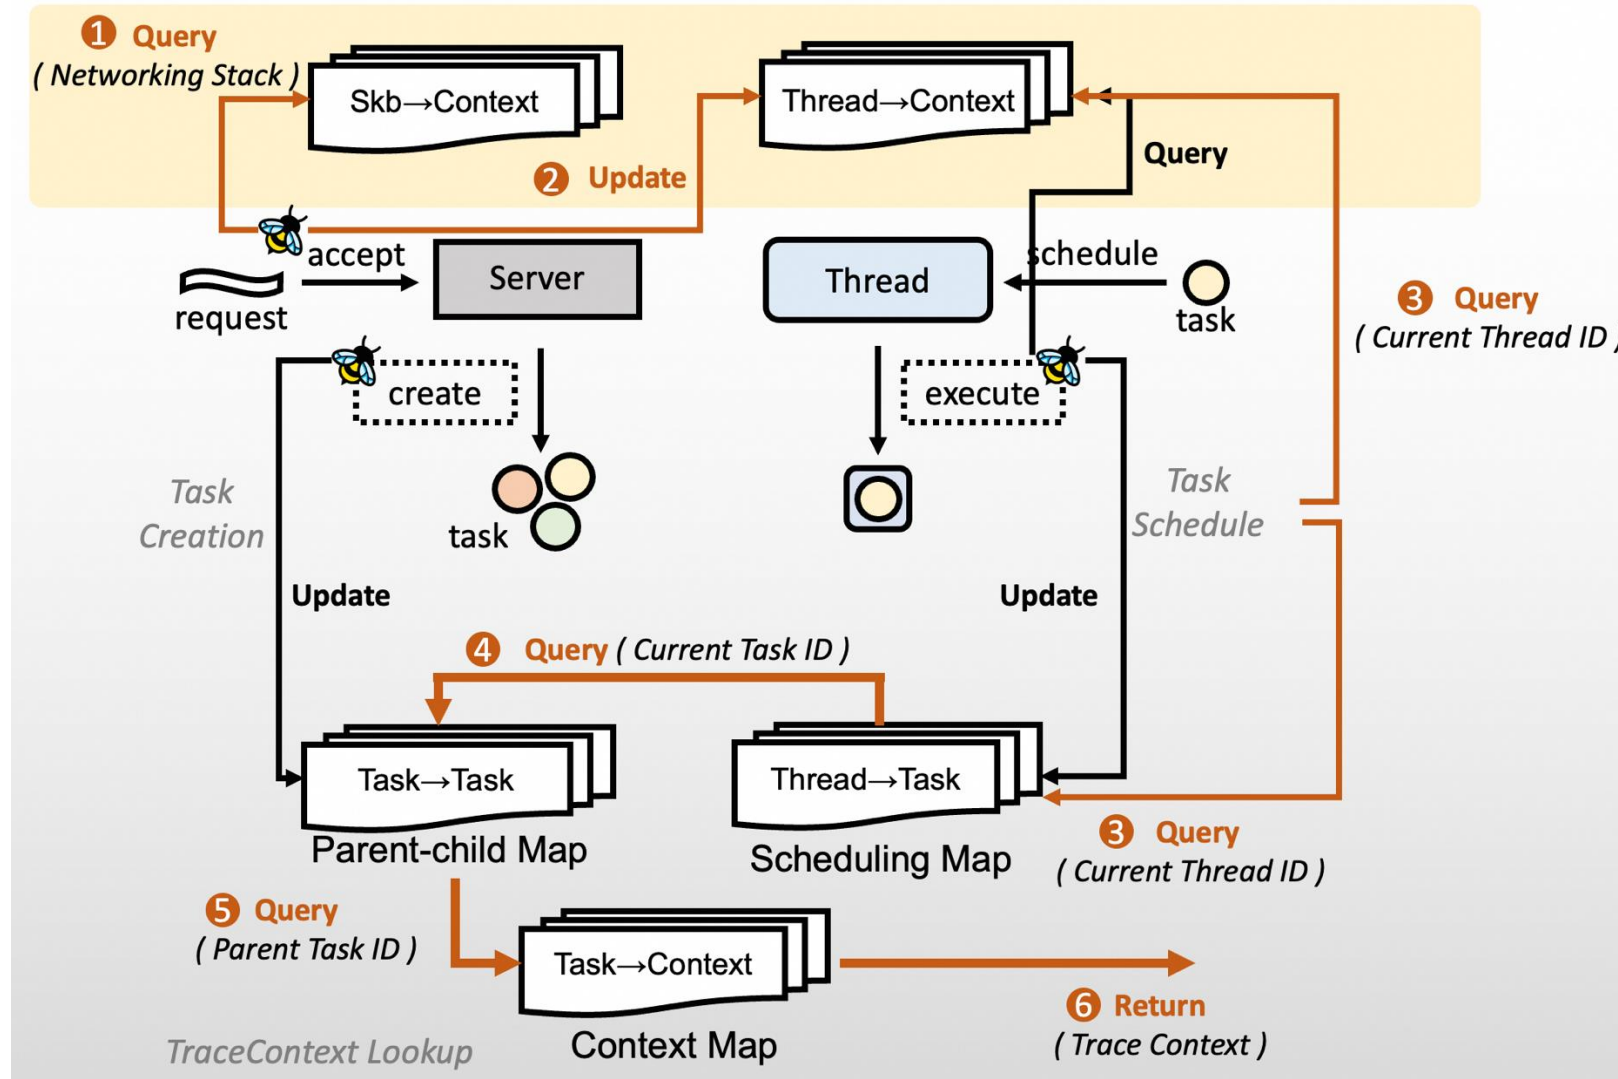 ❶ Query
( Networking Stack )
Skb→Context
Thread→Context
❷ Update
Query
accept
request
Server
Thread
schedule
task
❸ Query
( Current Thread ID )
create
execute
Task
Creation
task
Task
Schedule
Update
Update
❹ Query ( Current Task ID )
Task→Task
Parent-child Map
Thread→Task
Scheduling Map
❸ Query
( Current Thread ID )
❺ Query
( Parent Task ID )
Task→Context
Context Map
❻ Return
( Trace Context )
TraceContext Lookup